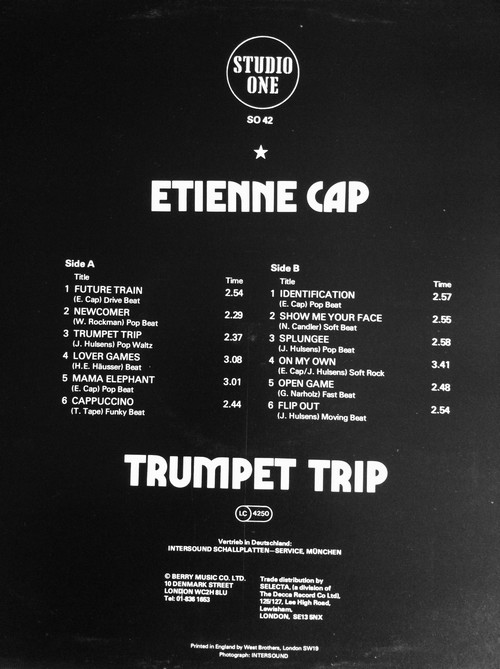 STUDIO
ONE
SO 42
ETIENNE CAP
Side A
Title Time
1 FUTURE TRAIN 2.54
(E. Cap) Drive Beat
2 NEWCOMER 2.29
(W. Rockman) Pop Beat
3 TRUMPET TRIP 2.37
(J. Hulsens) Pop Waltz
4 LOVER GAMES 3.08
(H.E. Häusser) Beat
5 MAMA ELEPHANT 3.01
(E. Cap) Pop Beat
6 CAPPUCCINO 2.44
(T. Tape) Funky Beat
Side B
Title Time
1 IDENTIFICATION 2.57
(E. Cap) Pop Beat
2 SHOW ME YOUR FACE 2.55
(N. Candler) Soft Beat
3 SPLUNGEE 2.58
(J. Hulsens) Pop Beat
4 ON MY OWN 3.41
(E. Cap/J. Hulsens) Soft Rock
5 OPEN GAME 2.48
(G. Narholz) Fast Beat
6 FLIP OUT 2.54
(J. Hulsens) Moving Beat
TRUMPET TRIP
LC 4250
Vertrieb in Deutschland:
INTERSOUND SCHALLPLATTEN–SERVICE, MÜNCHEN
© BERRY MUSIC CO. LTD.
10 DENMARK STREET
LONDON WC2H 8LU
Tel: 01-836 1653
Trade distribution by
SELECTA, (a division of
The Decca Record Co Ltd),
125/127, Lee High Road,
Lewisham,
LONDON, SE13 5NX
Printed in England by West Brothers, London SW19
Photograph: INTERSOUND